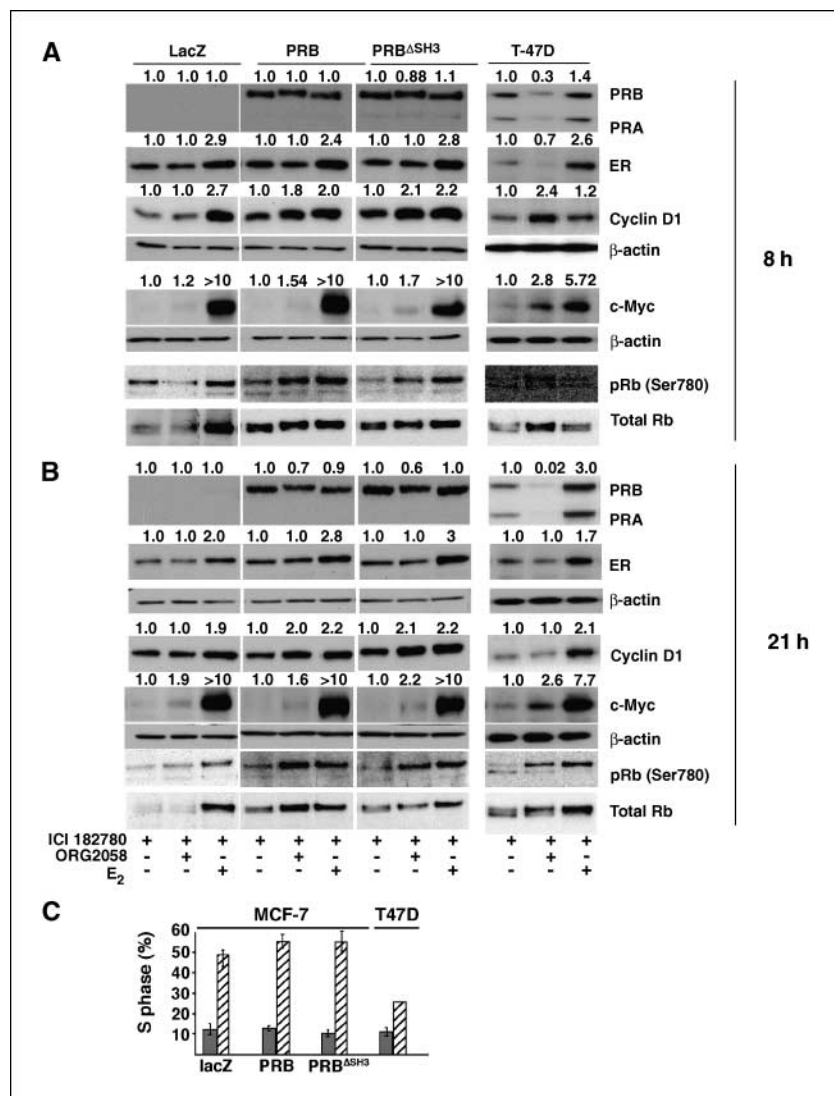 A
LacZ PRB PRBΔSH3 T-47D
1.0 1.0 1.0 1.0 1.0 1.0 1.0 0.88 1.1 1.0 0.3 1.4
PRB
PRA
1.0 1.0 2.9 1.0 1.0 2.4 1.0 1.0 2.8 1.0 0.7 2.6
ER
1.0 1.0 2.7 1.0 1.8 2.0 1.0 2.1 2.2 1.0 2.4 1.2
Cyclin D1
β-actin
8 h
1.0 1.2 >10 1.0 1.54 >10 1.0 1.7 >10 1.0 2.8 5.72
c-Myc
β-actin
pRb (Ser780)
Total Rb
B
1.0 1.0 1.0 1.0 0.7 0.9 1.0 0.6 1.0 1.0 0.02 3.0
PRB
PRA
1.0 1.0 2.0 1.0 1.0 2.8 1.0 1.0 3 1.0 1.0 1.7
ER
β-actin
1.0 1.0 1.9 1.0 2.0 2.2 1.0 2.1 2.2 1.0 1.0 2.1
Cyclin D1
21 h
1.0 1.9 >10 1.0 1.6 >10 1.0 2.2 >10 1.0 2.6 7.7
c-Myc
β-actin
pRb (Ser780)
Total Rb
ICI 182780 + + + + + + + + + + + +
ORG2058 - + - - + - - + - - + -
E2 - - + - - + - - + - - +
C
MCF-7 T47D
S phase (%)
60
50
40
30
20
10
lacZ PRB PRBΔSH3